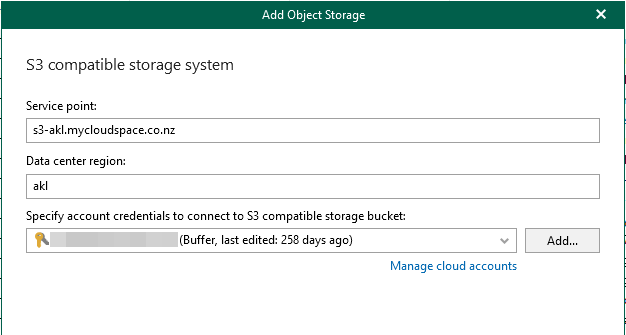 Add Object Storage
S3 compatible storage system
Service point:
s3-akl.mycloudspace.co.nz
Data center region:
akl
Specify account credentials to connect to S3 compatible storage bucket:
(Buffer, last edited: 258 days ago)
Add...
Manage cloud accounts